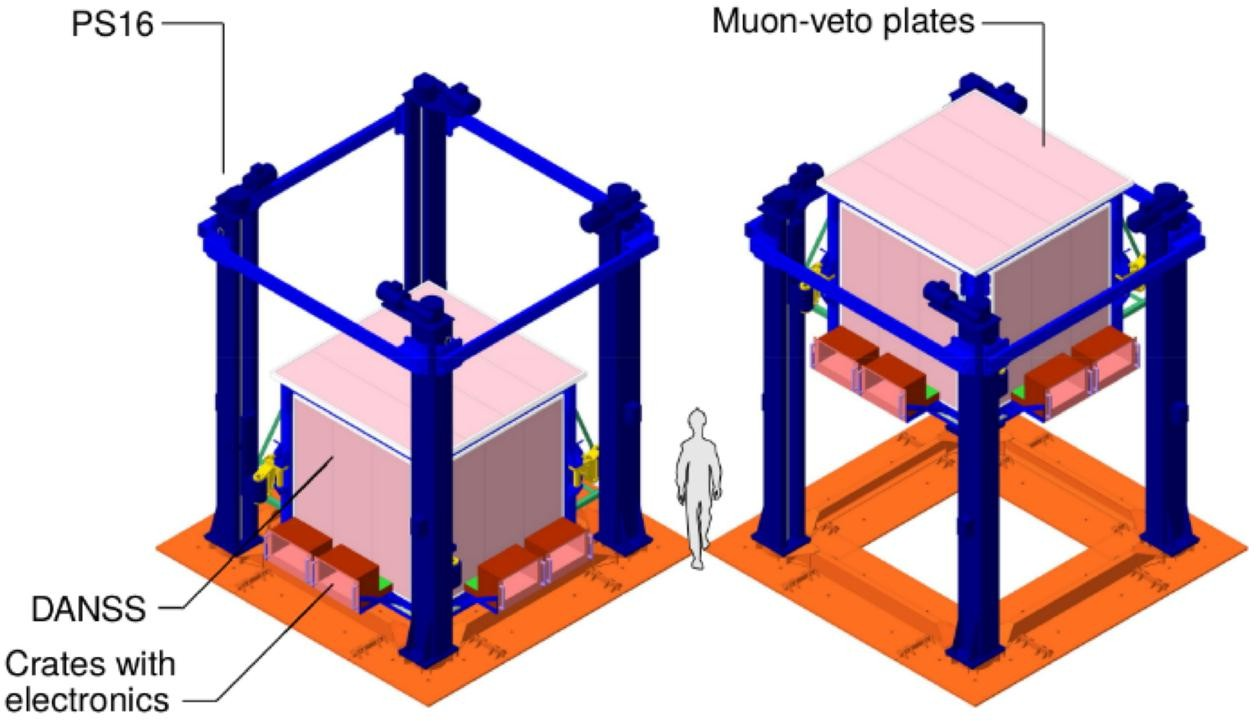 PS16
Muon-veto plates
DANSS
Crates with
electronics